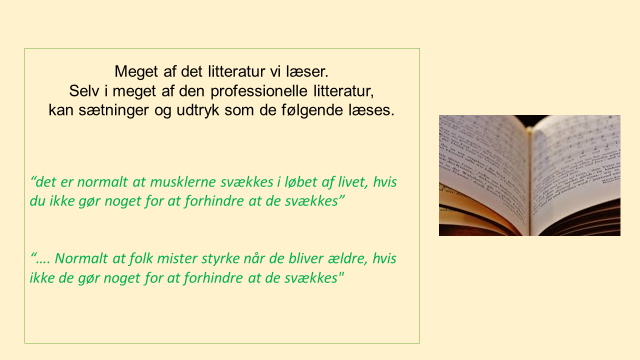 Meget af det litteratur vi læser.
Selv i meget af den professionelle litteratur,
kan sætninger og udtryk som de følgende læses.
“det er normalt at musklerne svækkes i løbet af livet, hvis
du ikke gør noget for at forhindre at de svækkes”
“.... Normalt at folk mister styrke når de bliver ældre, hvis
ikke de gør noget for at forhindre at de svækkes"